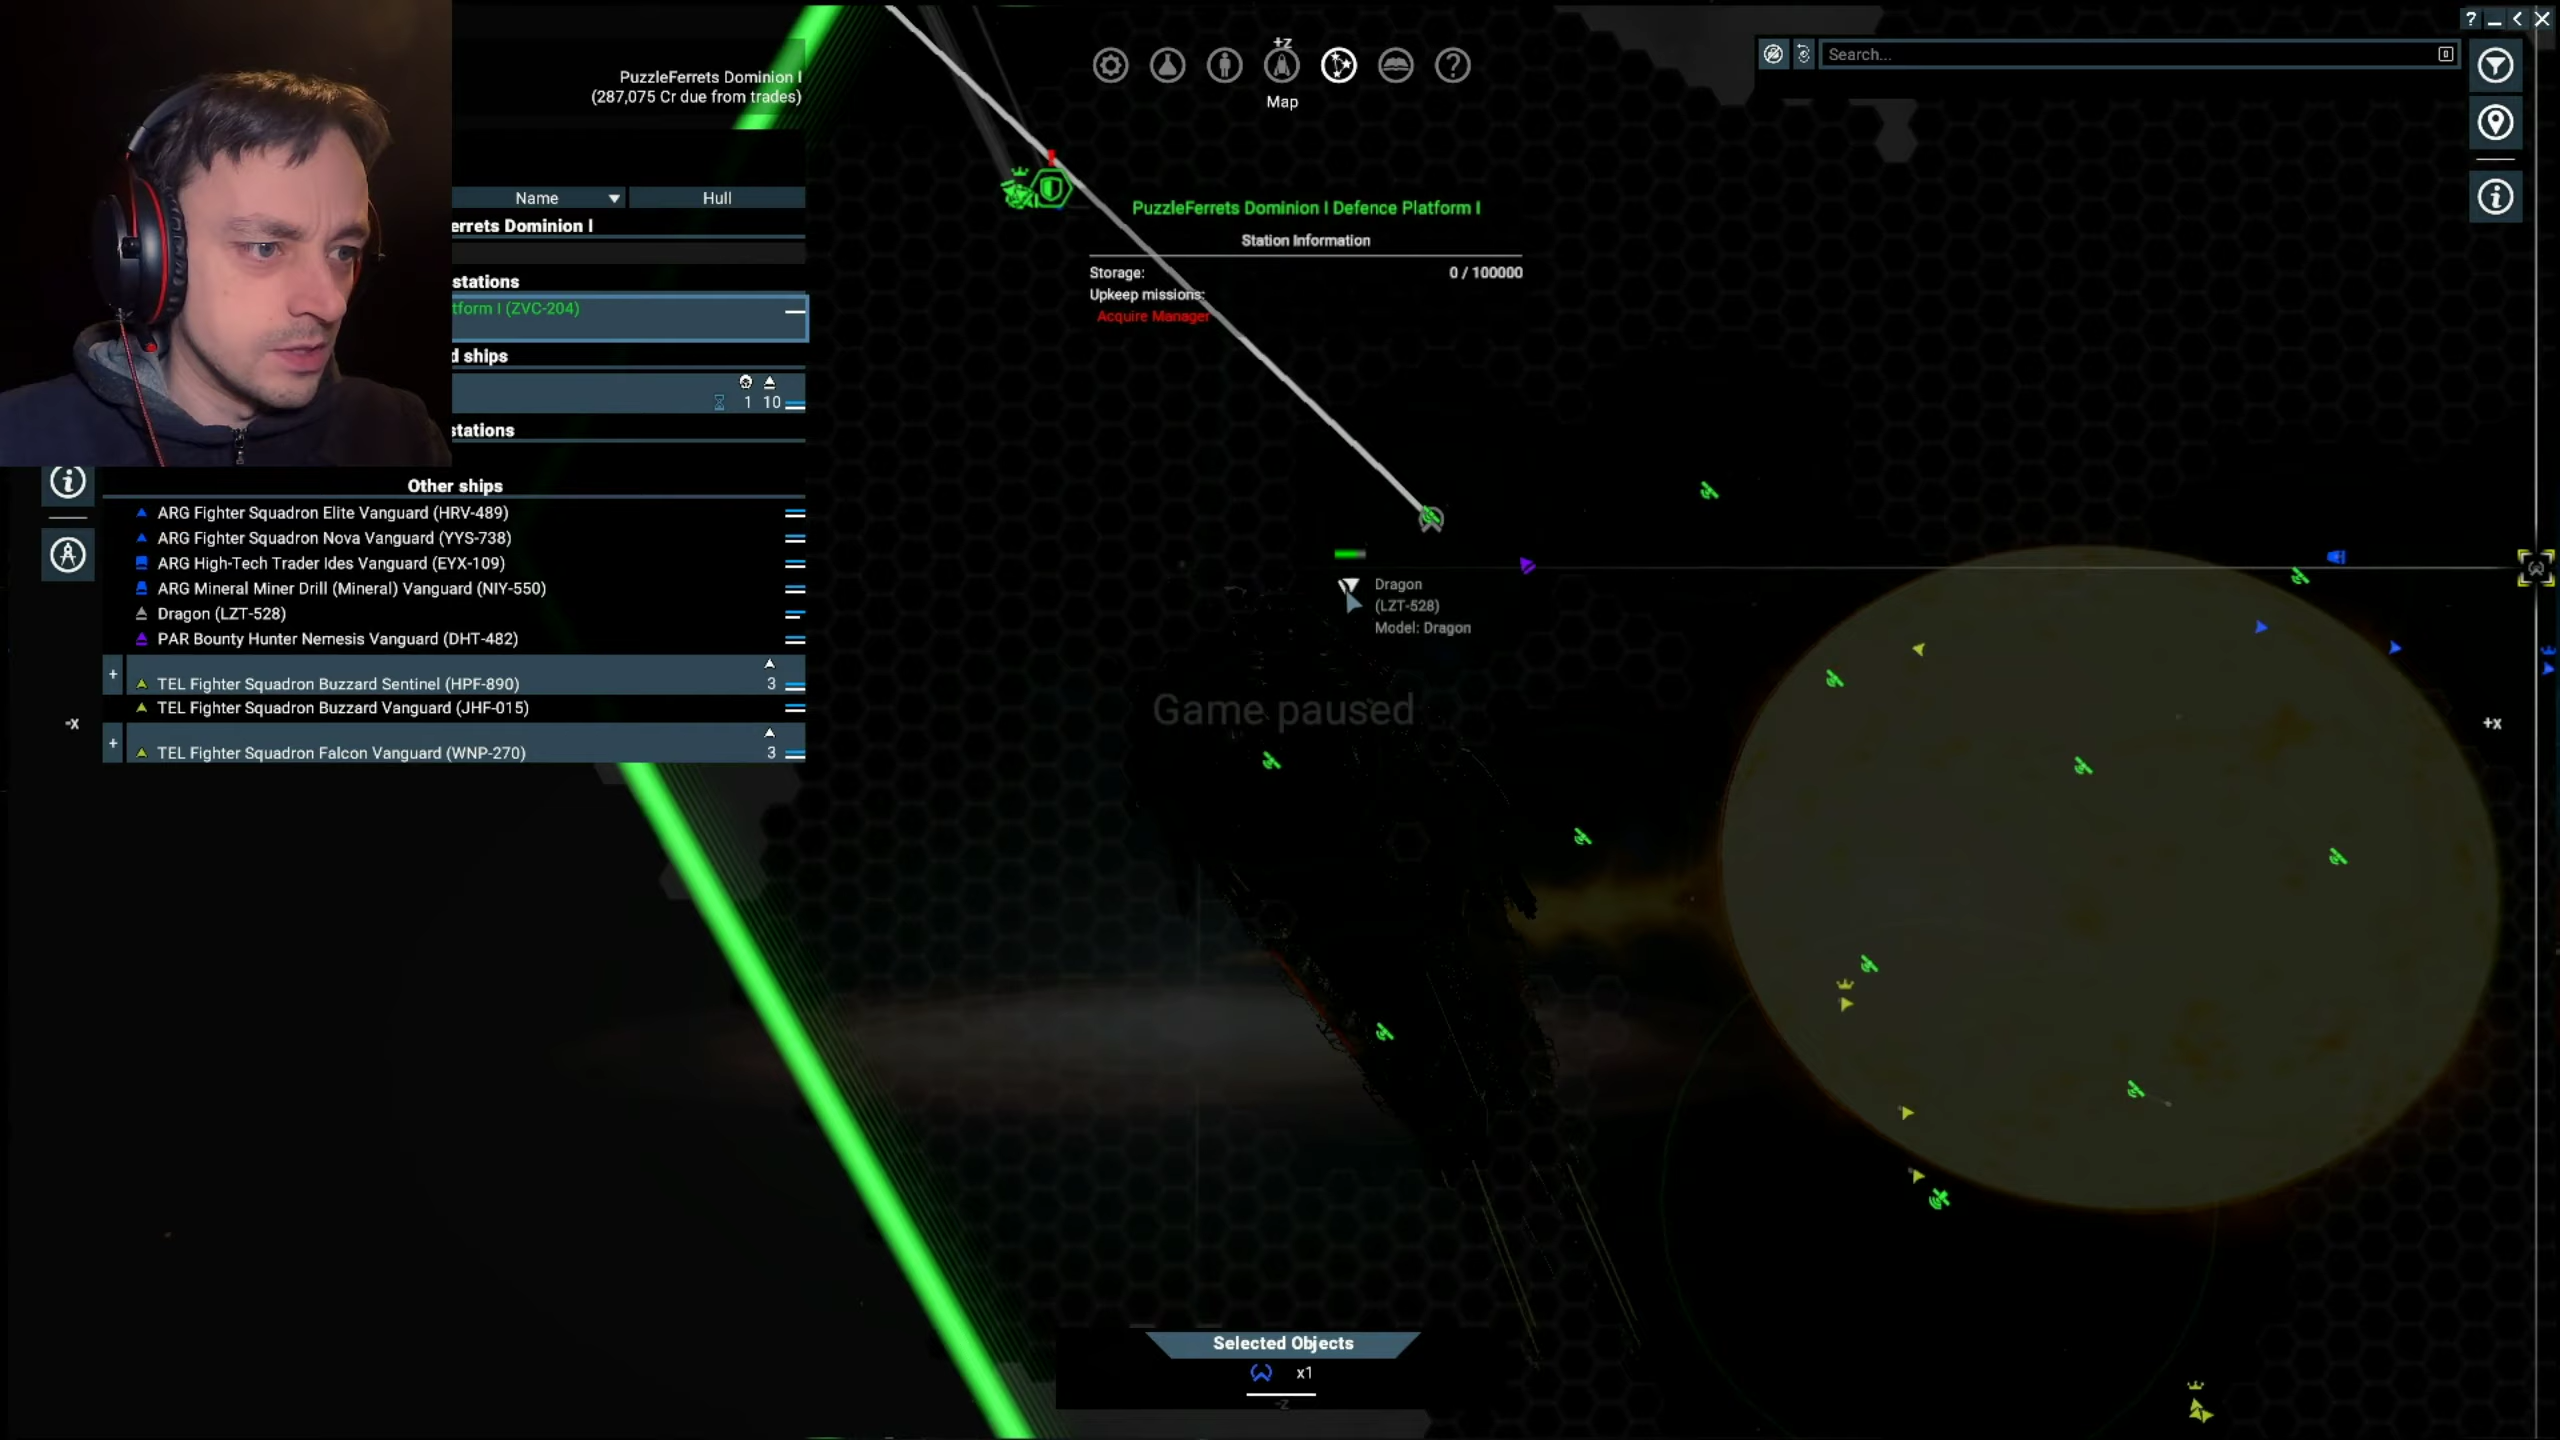 PuzzleFerrets Dominion I
(287,075 Cr due from trades)
Name
Hull
errets Dominion I
stations
tform I (ZVC-204)
d ships
1 10
stations
Other ships
ARG Fighter Squadron Elite Vanguard (HRV-489)
ARG Fighter Squadron Nova Vanguard (YYS-738)
ARG High-Tech Trader Ides Vanguard (EYX-109)
ARG Mineral Miner Drill (Mineral) Vanguard (NIY-550)
Dragon (LZT-528)
PAR Bounty Hunter Nemesis Vanguard (DHT-482)
+
TEL Fighter Squadron Buzzard Sentinel (HPF-890)
3
TEL Fighter Squadron Buzzard Vanguard (JHF-015)
+
TEL Fighter Squadron Falcon Vanguard (WNP-270)
3
-x
+z
?
Map
PuzzleFerrets Dominion I Defence Platform I
Station Information
Storage:
0 / 100000
Upkeep missions:
Acquire Manager
Dragon
(LZT-528)
Model: Dragon
Game paused
Search...
?
+x
Selected Objects
x1
-z